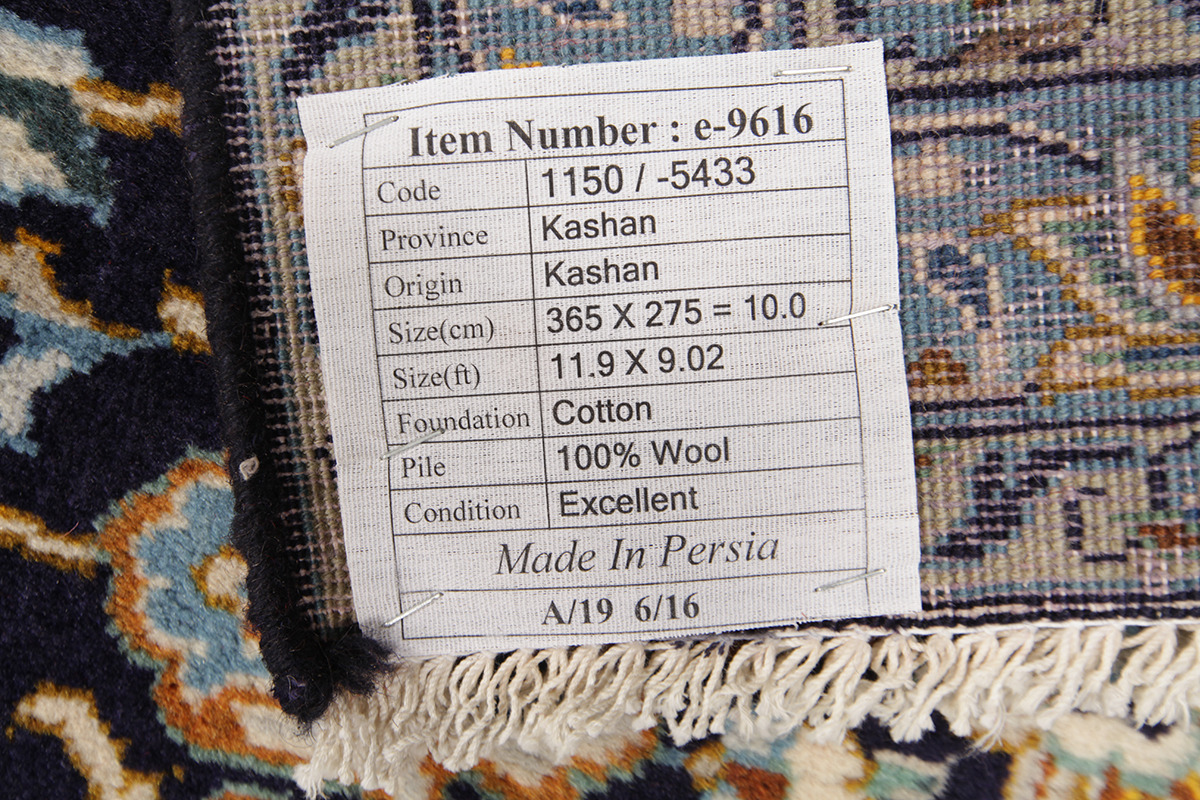 Item Number : e-9616
Code 1150 / -5433
Province Kashan
Origin Kashan
Size(cm) 365 X 275 = 10.0
Size(ft) 11.9 X 9.02
Foundation Cotton
Pile 100% Wool
Condition Excellent
Made In Persia
A/19 6/16